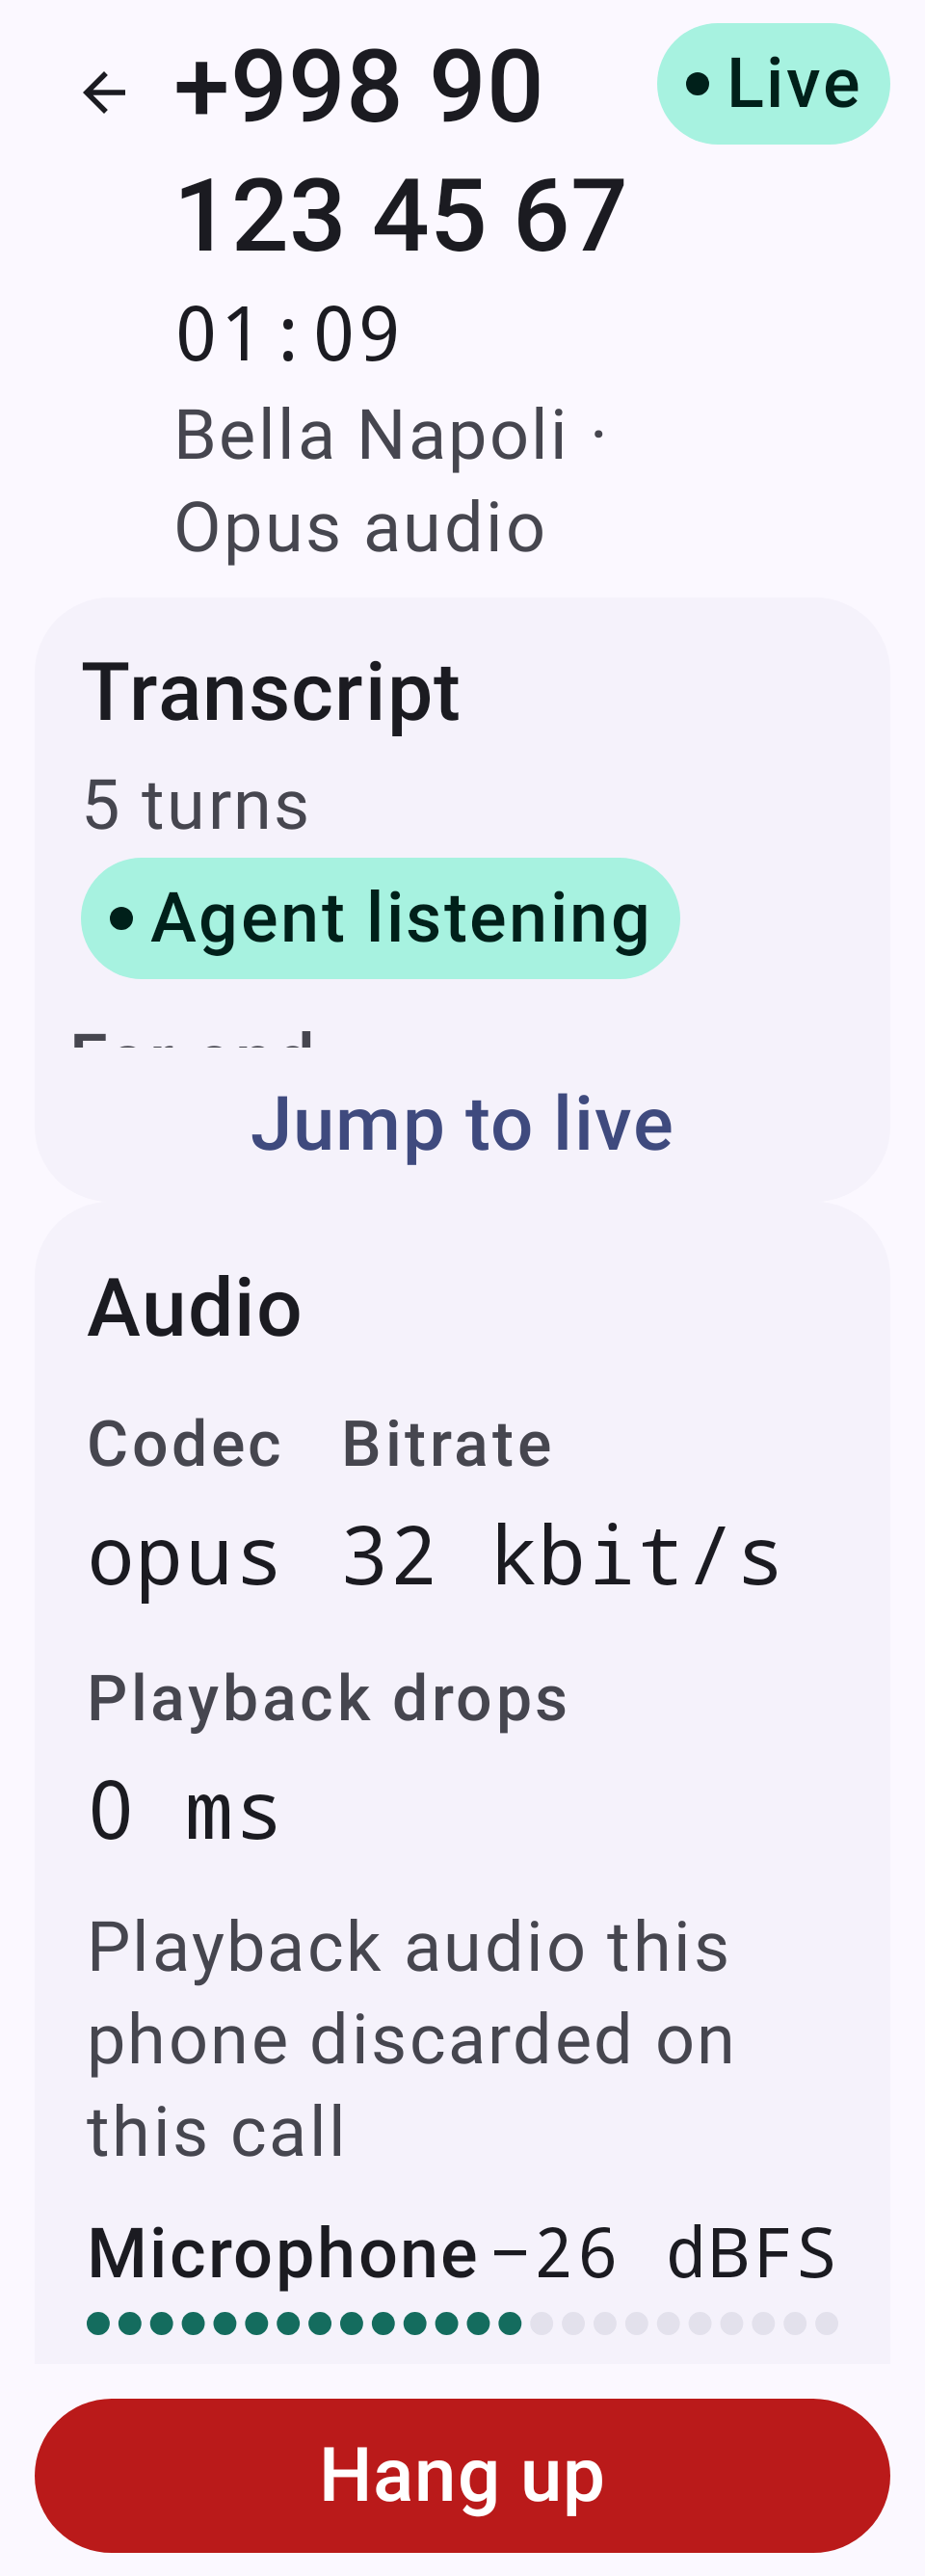 +998 90
123 45 67
Live
01:09
Bella Napoli ·
Opus audio
Transcript
5 turns
Agent listening
Jump to live
Audio
Codec Bitrate
opus 32 kbit/s
Playback drops
0 ms
Playback audio this
phone discarded on
this call
Microphone −26 dBFS
Hang up